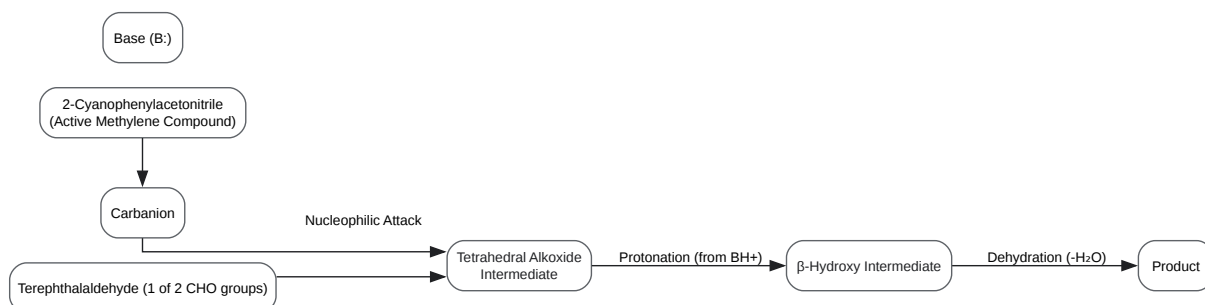 Base (B:)
2-Cyanophenylacetonitrile
(Active Methylene Compound)
Carbanion
Nucleophilic Attack
Terephthalaldehyde (1 of 2 CHO groups)
Tetrahedral Alkoxide
Intermediate
Protonation (from BH+)
β-Hydroxy Intermediate
Dehydration (-H₂O)
Product